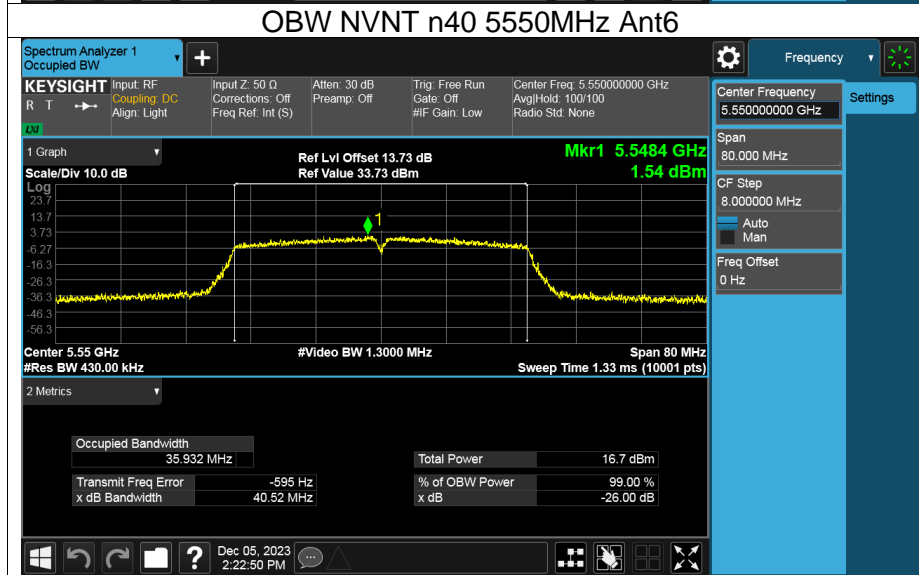 OBW NVNT n40 5550MHz Ant6
Spectrum Analyzer 1
Occupied BW
+
Frequency
KEYSIGHT
R T
LXI
Input: RF
Coupling: DC
Align: Light
Input Z: 50 Ω
Corrections: Off
Freq Ref: Int (S)
Atten: 30 dB
Preamp: Off
Trig: Free Run
Gate: Off
#IF Gain: Low
Center Freq: 5.550000000 GHz
Avg|Hold: 100/100
Radio Std: None
Center Frequency
5.550000000 GHz
Settings
Span
80.000 MHz
CF Step
8.000000 MHz
Auto
Man
Freq Offset
0 Hz
1 Graph
Scale/Div 10.0 dB
Ref Lvl Offset 13.73 dB
Ref Value 33.73 dBm
Mkr1 5.5484 GHz
1.54 dBm
Log
23.7
13.7
3.73
-6.27
-16.3
-26.3
-36.3
-46.3
-56.3
1
Center 5.55 GHz
#Res BW 430.00 kHz
#Video BW 1.3000 MHz
Span 80 MHz
Sweep Time 1.33 ms (10001 pts)
2 Metrics
Occupied Bandwidth
35.932 MHz
Transmit Freq Error -595 Hz
x dB Bandwidth 40.52 MHz
Total Power 16.7 dBm
% of OBW Power 99.00 %
x dB -26.00 dB
?
Dec 05, 2023
2:22:50 PM